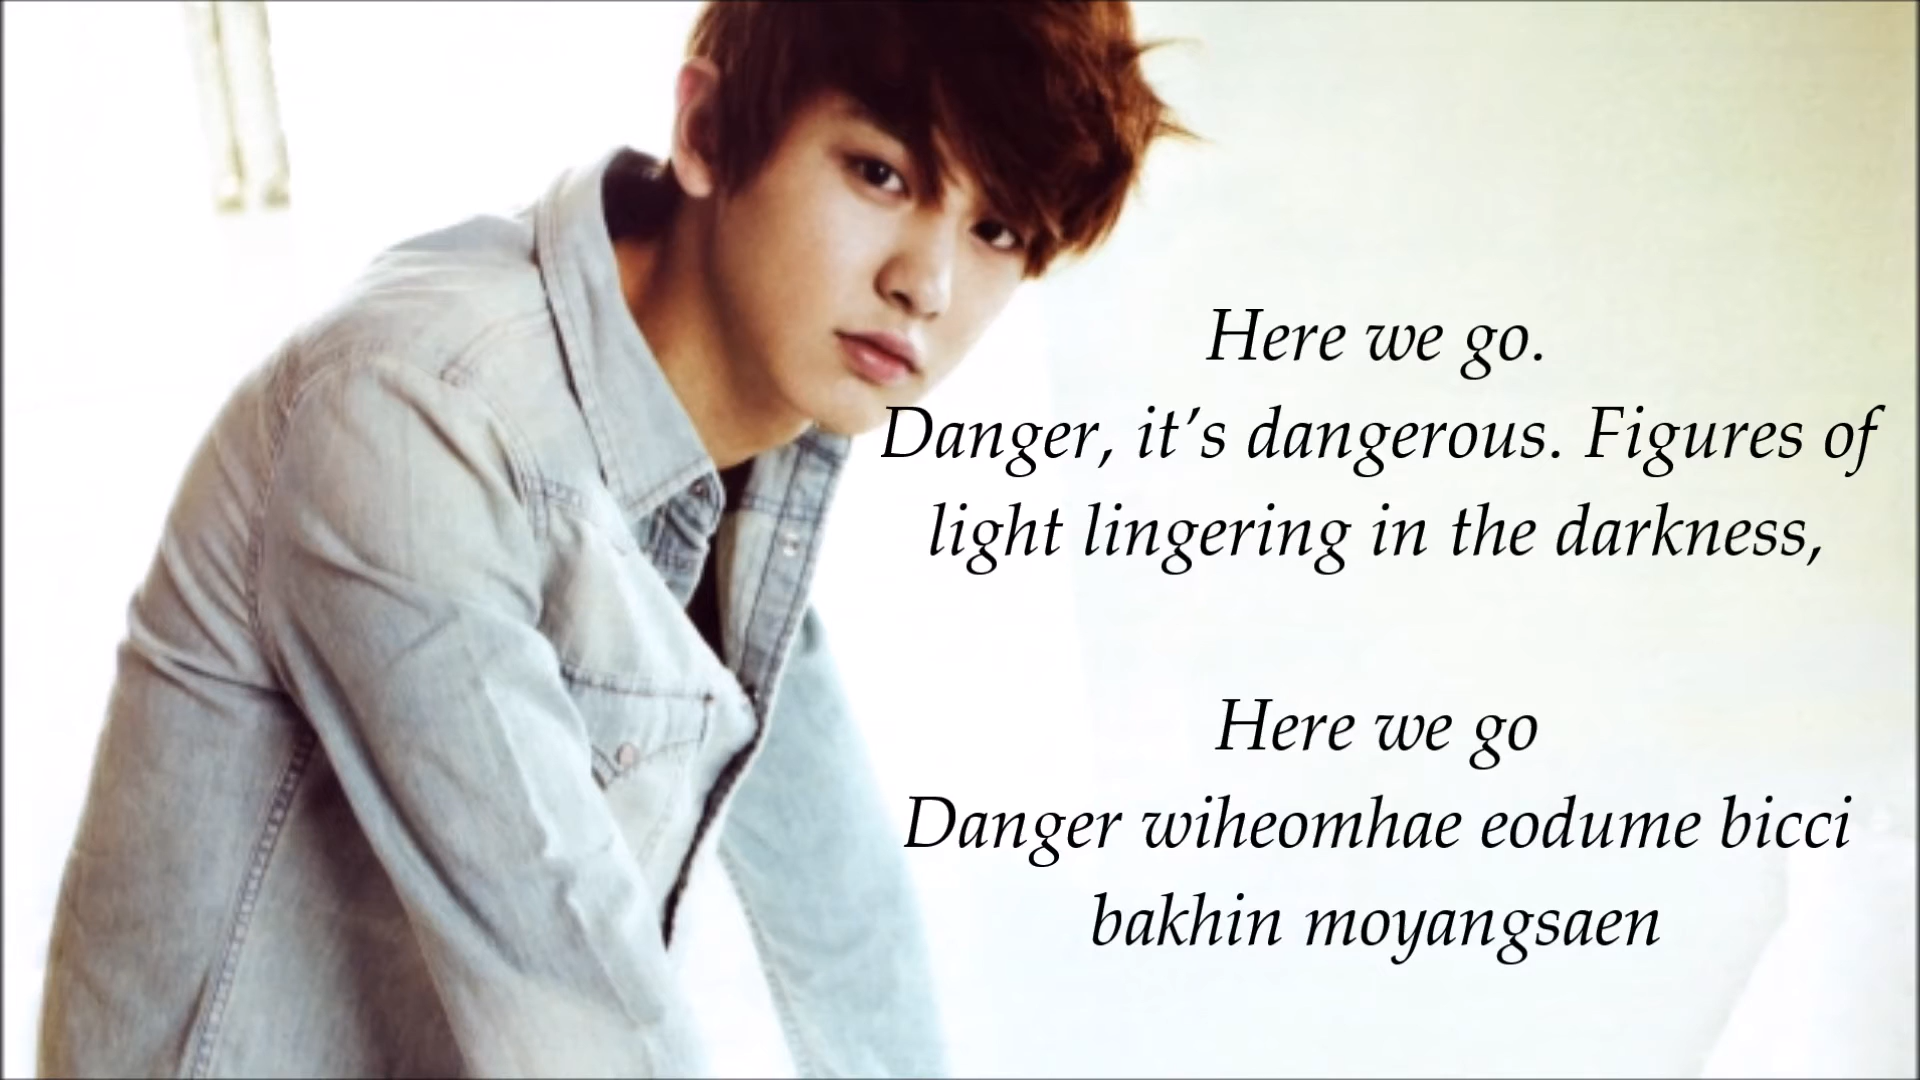 Here we go.
Danger, it’s dangerous. Figures of
light lingering in the darkness,
Here we go
Danger wiheomhae eodume bicci
bakhin moyangsaen